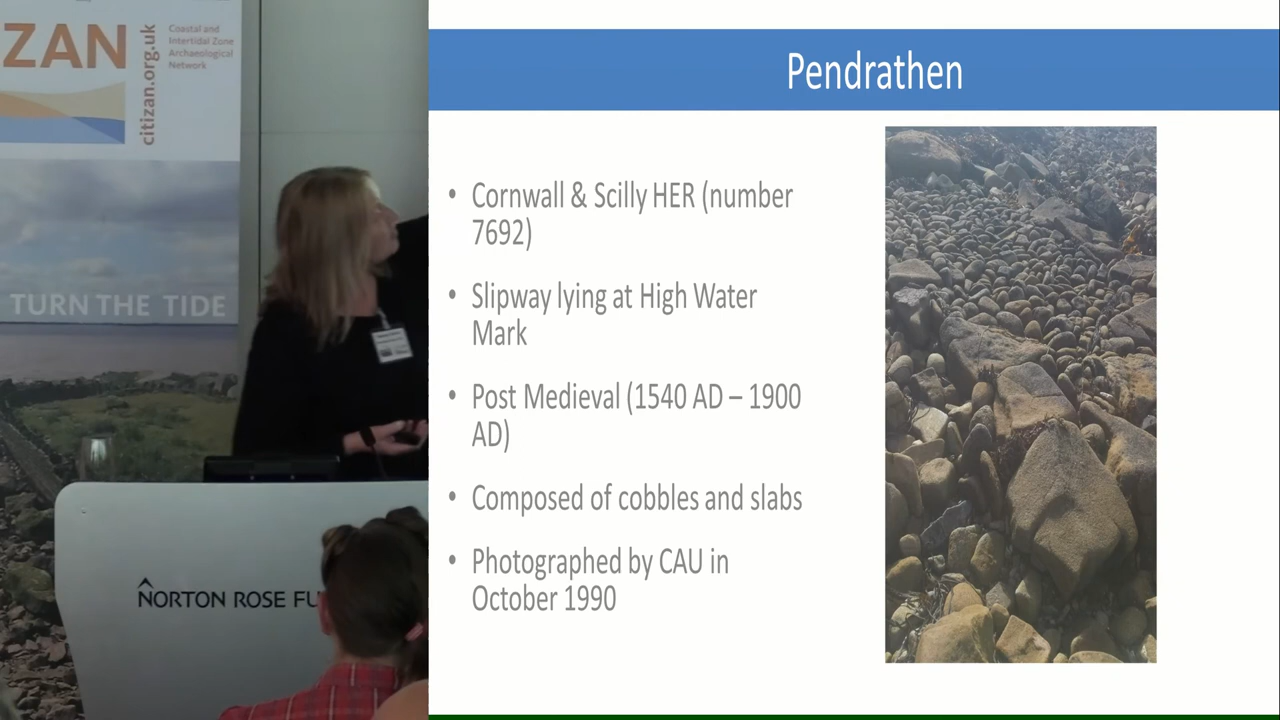 ZAN
citizan.org.uk
Coastal and
Intertidal Zone
Archaeological
Network
TURN THE TIDE
NORTON ROSE FU
Pendrathen
• Cornwall & Scilly HER (number
7692)
• Slipway lying at High Water
Mark
• Post Medieval (1540 AD – 1900
AD)
• Composed of cobbles and slabs
• Photographed by CAU in
October 1990